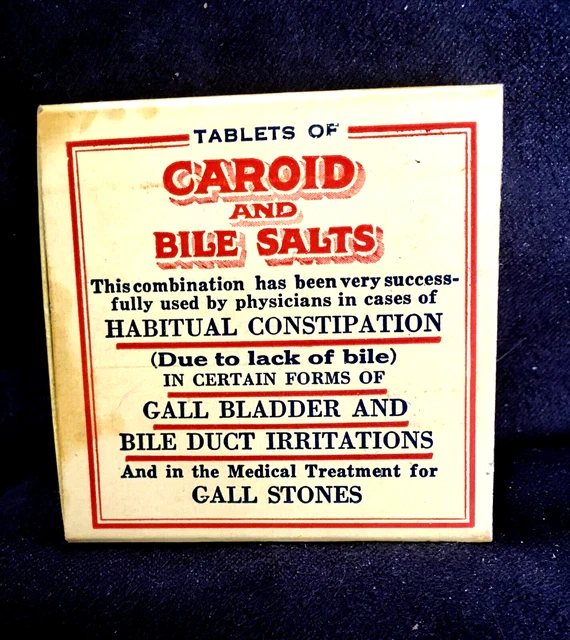 TABLETS OF
CAROID
AND
BILE SALTS
This combination has been very success-
fully used by physicians in cases of
HABITUAL CONSTIPATION
(Due to lack of bile)
IN CERTAIN FORMS OF
GALL BLADDER AND
BILE DUCT IRRITATIONS
And in the Medical Treatment for
GALL STONES